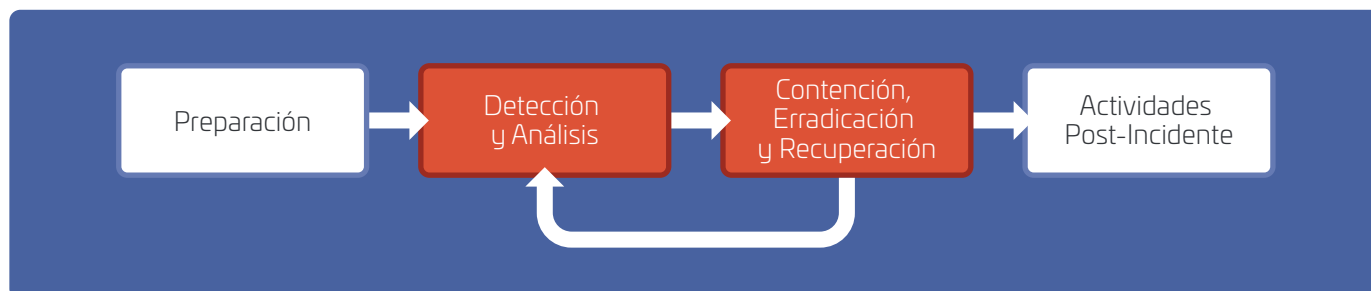 Preparación
Detección
y Análisis
Contención,
Erradicación
y Recuperación
Actividades
Post-Incidente